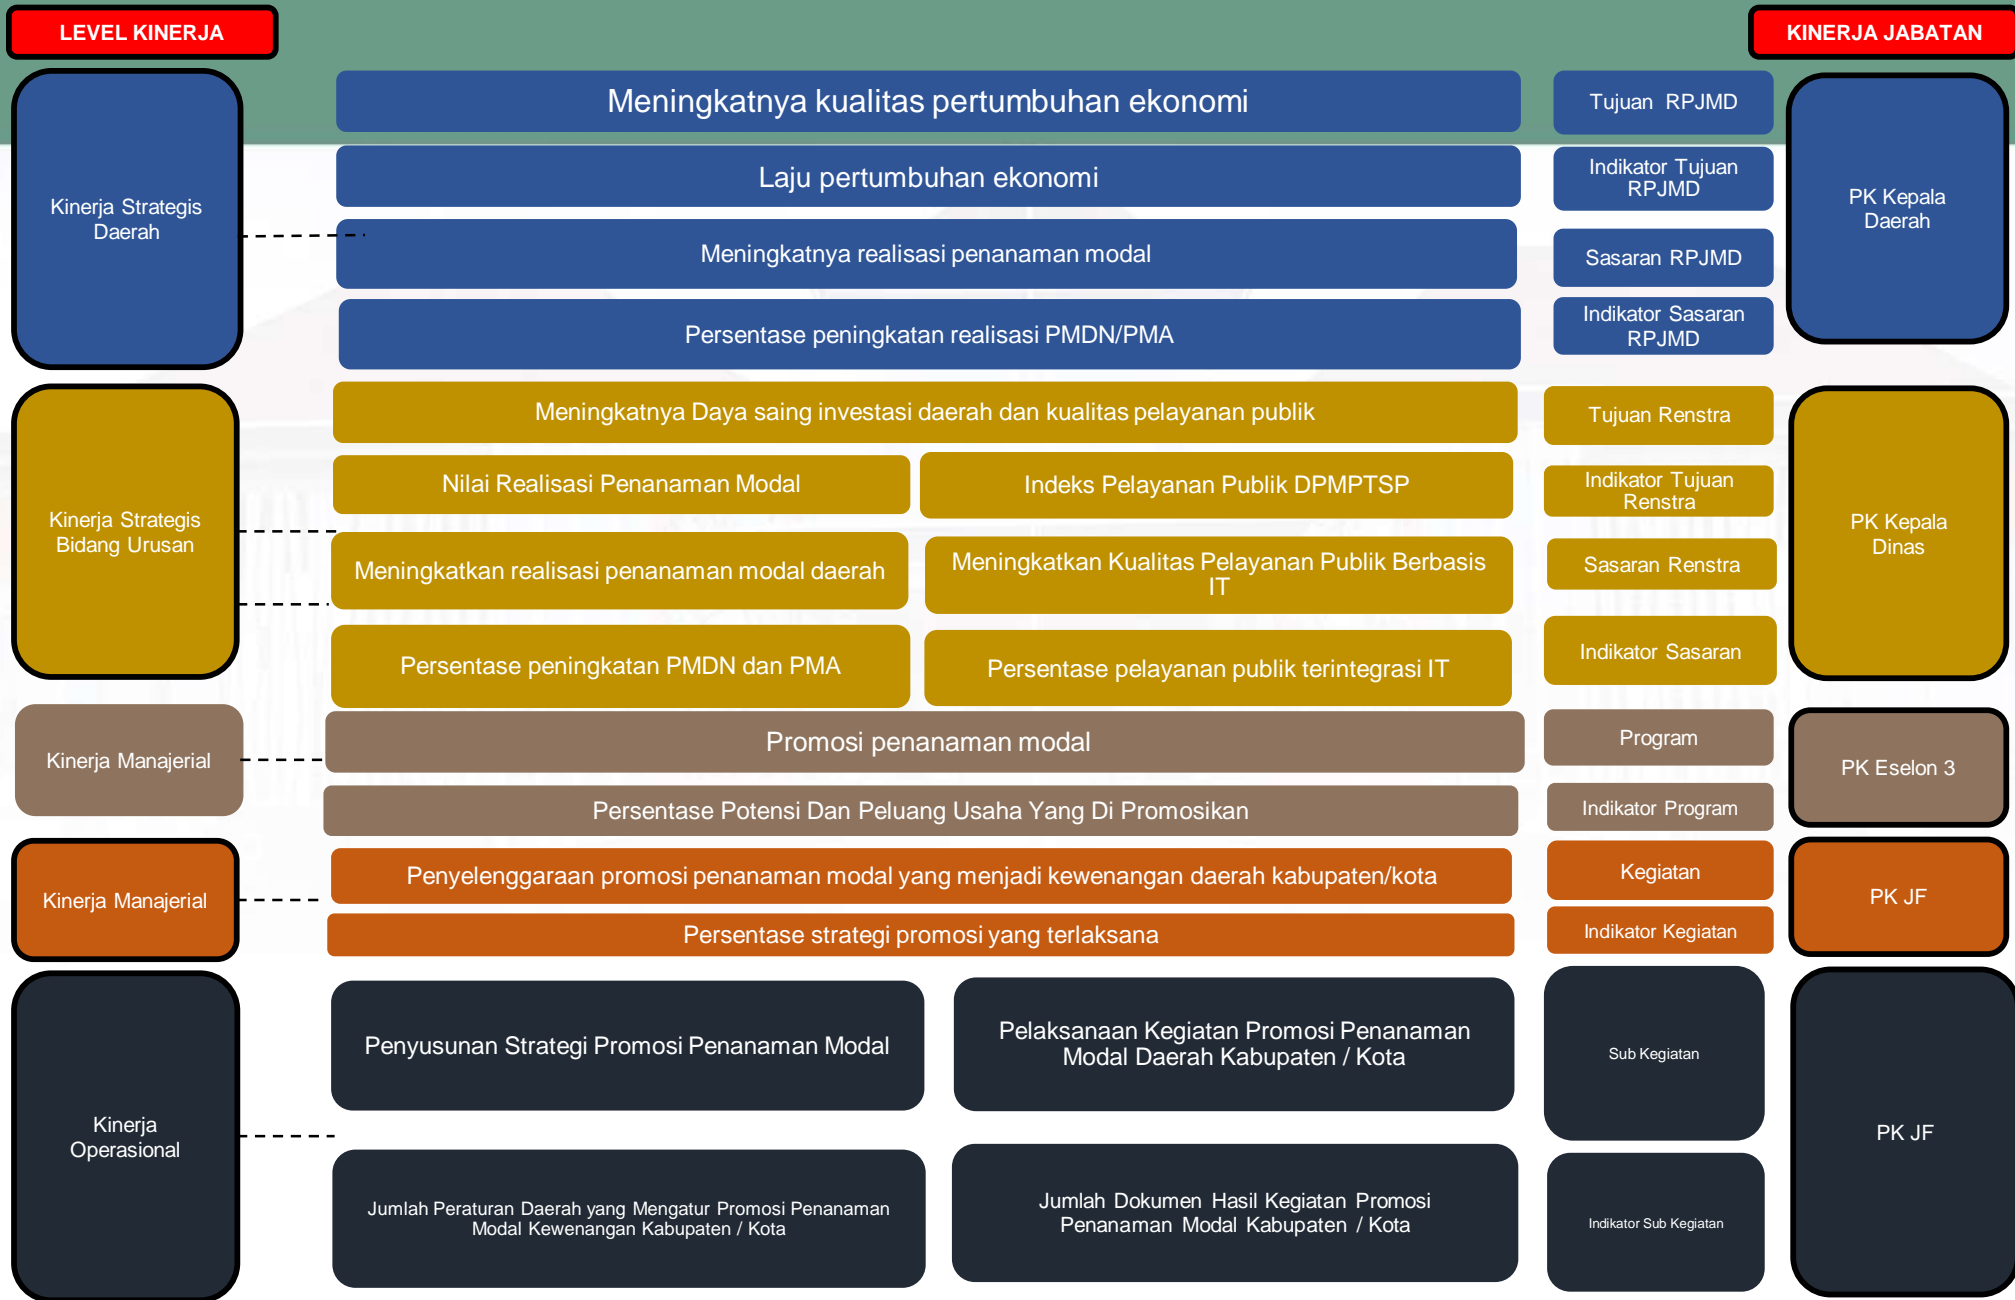 LEVEL KINERJA
KINERJA JABATAN
Kinerja Strategis
Daerah
Meningkatnya kualitas pertumbuhan ekonomi
Tujuan RPJMD
Laju pertumbuhan ekonomi
Indikator Tujuan
RPJMD
Meningkatnya realisasi penanaman modal
Sasaran RPJMD
Persentase peningkatan realisasi PMDN/PMA
Indikator Sasaran
RPJMD
PK Kepala
Daerah
Kinerja Strategis
Bidang Urusan
Meningkatnya Daya saing investasi daerah dan kualitas pelayanan publik
Tujuan Renstra
Nilai Realisasi Penanaman Modal
Indeks Pelayanan Publik DPMPTSP
Indikator Tujuan
Renstra
Meningkatkan realisasi penanaman modal daerah
Meningkatkan Kualitas Pelayanan Publik Berbasis
IT
Sasaran Renstra
Persentase peningkatan PMDN dan PMA
Persentase pelayanan publik terintegrasi IT
Indikator Sasaran
PK Kepala
Dinas
Kinerja Manajerial
Promosi penanaman modal
Program
Persentase Potensi Dan Peluang Usaha Yang Di Promosikan
Indikator Program
PK Eselon 3
Kinerja Manajerial
Penyelenggaraan promosi penanaman modal yang menjadi kewenangan daerah kabupaten/kota
Kegiatan
Persentase strategi promosi yang terlaksana
Indikator Kegiatan
PK JF
Kinerja
Operasional
Penyusunan Strategi Promosi Penanaman Modal
Pelaksanaan Kegiatan Promosi Penanaman
Modal Daerah Kabupaten / Kota
Sub Kegiatan
Jumlah Peraturan Daerah yang Mengatur Promosi Penanaman
Modal Kewenangan Kabupaten / Kota
Jumlah Dokumen Hasil Kegiatan Promosi
Penanaman Modal Kabupaten / Kota
Indikator Sub Kegiatan
PK JF